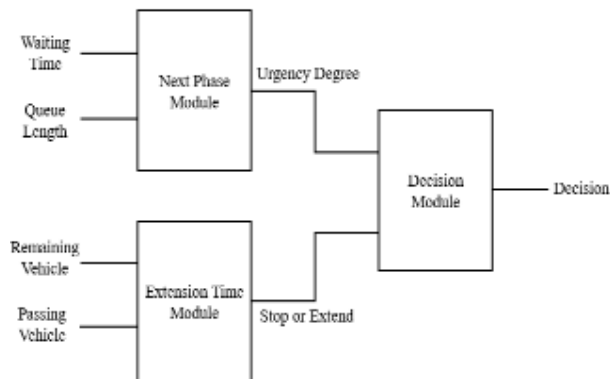 Waiting
Time
Next Phase
Module
Urgency Degree
Queue
Length
Decision
Module
Decision
Remaining
Vehicle
Extension Time
Module
Stop or Extend
Passing
Vehicle